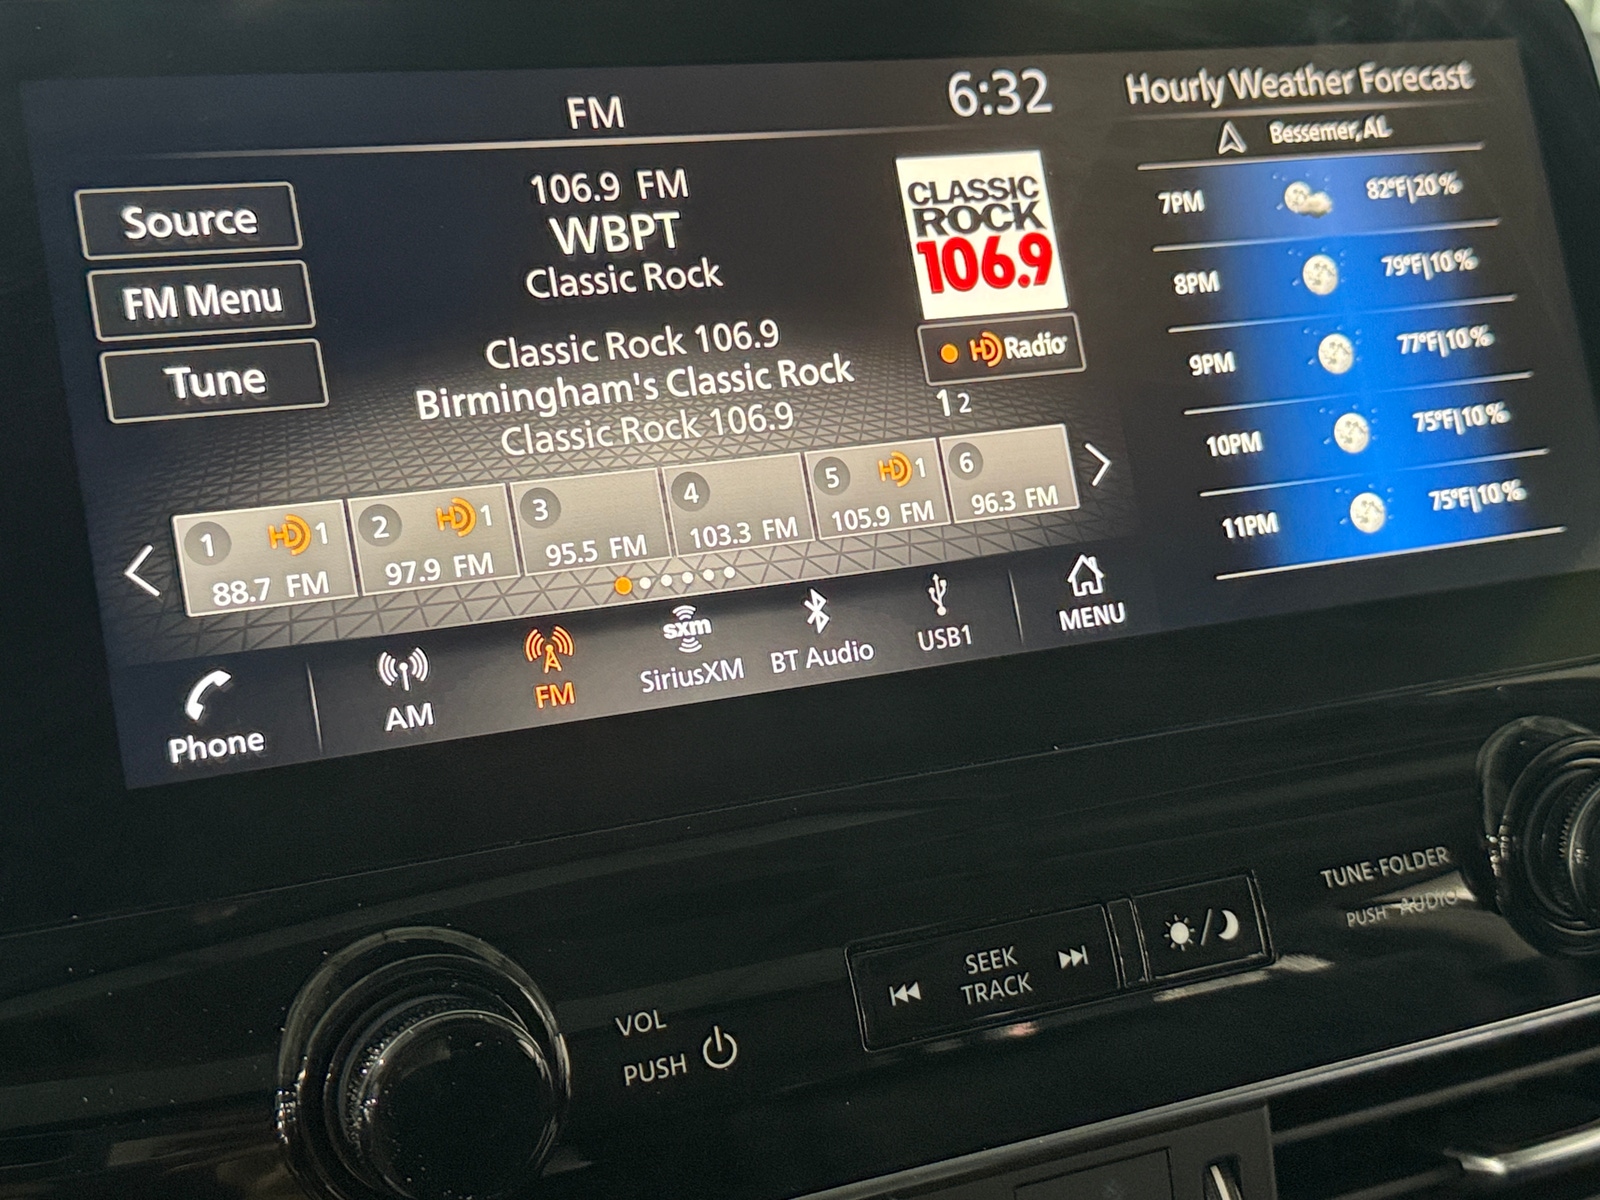 FM
6:32
Source
FM Menu
Tune
106.9 FM
WBPT
Classic Rock
Classic Rock 106.9
Birmingham's Classic Rock
Classic Rock 106.9
CLASSIC
ROCK
106.9
HD Radio
1 2
1 HD 1
88.7 FM
2 HD 1
97.9 FM
3
95.5 FM
4
103.3 FM
5 HD 1
105.9 FM
6
96.3 FM
Phone
AM
FM
sxm
SiriusXM
BT Audio
USB1
MENU
Hourly Weather Forecast
Bessemer, AL
7PM 82°F|20%
8PM 79°F|10%
9PM 77°F|10%
10PM 75°F|10%
11PM 75°F|10%
VOL
PUSH
SEEK
TRACK
TUNE·FOLDER
PUSH AUDIO